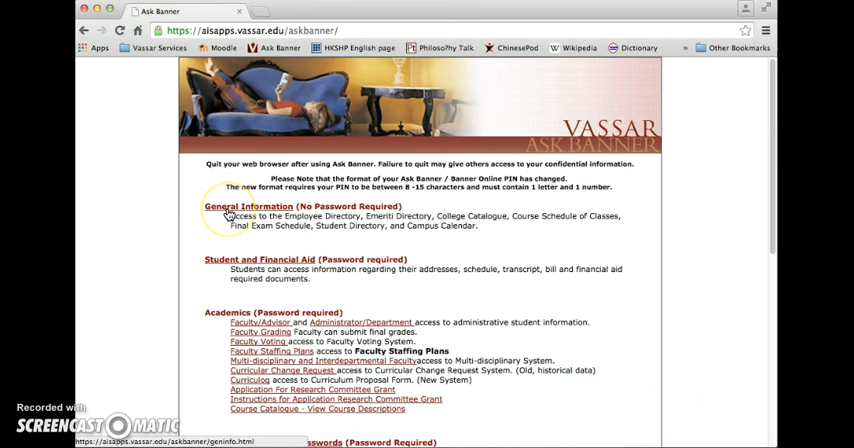 Ask Banner
https://aisapps.vassar.edu/askbanner/
Apps Vassar Services Moodle Ask Banner HKSHP English page Philoso?hy Talk ChinesePod Wikipedia Dictionary » Other Bookmarks
VASSAR
ASK BANNER
Quit your web browser after using Ask Banner. Failure to quit may give others access to your confidential information.
Please Note that the format of your Ask Banner / Banner Online PIN has changed.
The new format requires your PIN to be between 8 -15 characters and must contain 1 letter and 1 number.
General Information (No Password Required)
Access to the Employee Directory, Emeriti Directory, College Catalogue, Course Schedule of Classes,
Final Exam Schedule, Student Directory, and Campus Calendar.
Student and Financial Aid (Password required)
Students can access information regarding their addresses, schedule, transcript, bill and financial aid
required documents.
Academics (Password required)
Faculty/Advisor and Administrator/Department access to administrative student information.
Faculty Grading Faculty can submit final grades.
Faculty Voting access to Faculty Voting System.
Faculty Staffing Plans access to Faculty Staffing Plans
Multi-disciplinary and Interdepartmental Facultyaccess to Multi-disciplinary System.
Curricular Change Request access to Curricular Change Request System. (Old, historical data)
Curriculog access to Curriculum Proposal Form. (New System)
Application For Research Committee Grant
Instructions for Application Research Committee Grant
Course Catalogue - View Course Descriptions
swords (Password Required)
https://aisapps.vassar.edu/askbanner/geninfo.html
Recorded with
SCREENCAST-O-MATIC